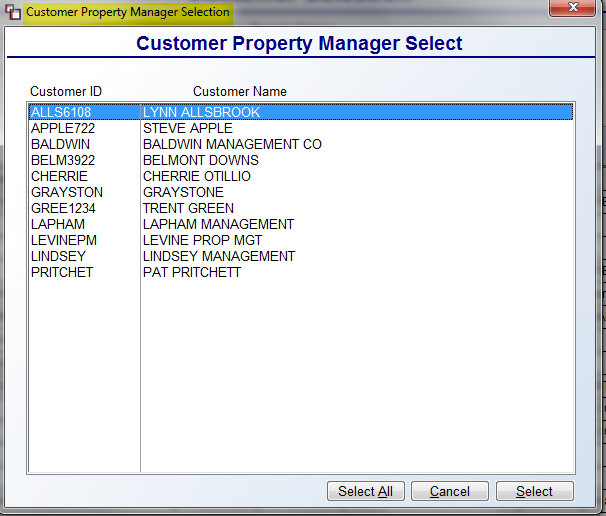 Customer Property Manager Selection
Customer Property Manager Select
Customer ID Customer Name
ALLS6108 LYNN ALLSBROOK
APPLE722 STEVE APPLE
BALDWIN BALDWIN MANAGEMENT CO
BELM3922 BELMONT DOWNS
CHERRIE CHERRIE OTILLIO
GRAYSTON GRAYSTONE
GREE1234 TRENT GREEN
LAPHAM LAPHAM MANAGEMENT
LEVINEPM LEVINE PROP MGT
LINDSEY LINDSEY MANAGEMENT
PRITCHET PAT PRITCHETT
Select All Cancel Select